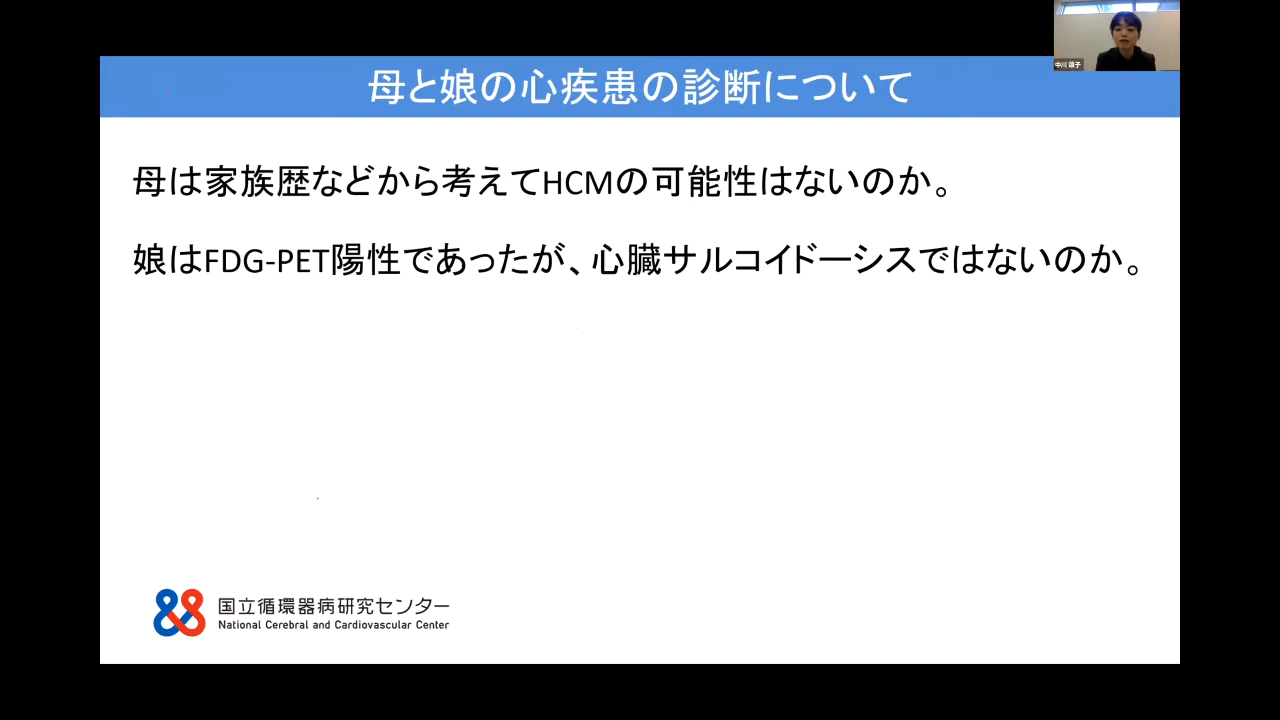 中川 頌子
母と娘の心疾患の診断について
母は家族歴などから考えてHCMの可能性はないのか。
娘はFDG-PET陽性であったが、心臓サルコイドーシスではないのか。
国立循環器病研究センター
National Cerebral and Cardiovascular Center